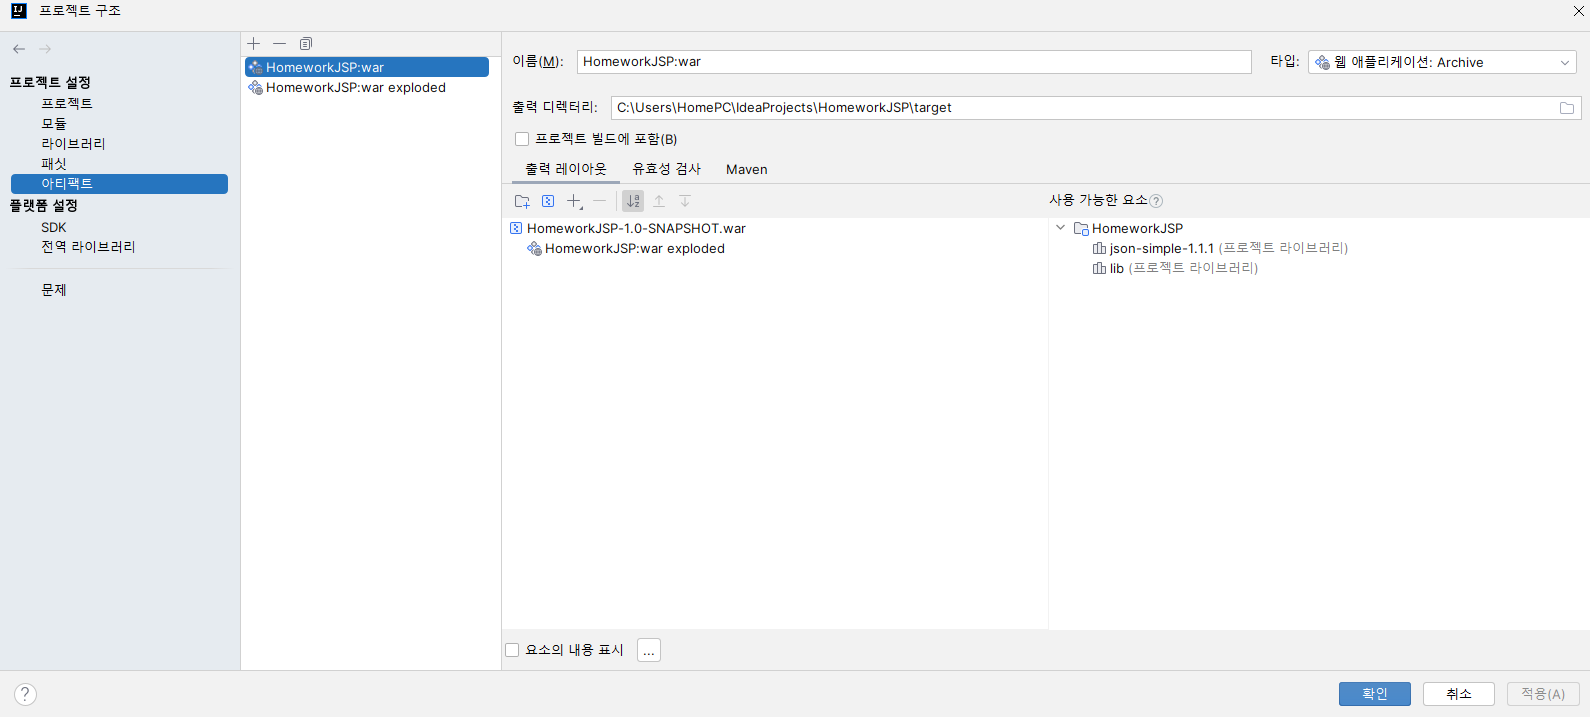 프로젝트 구조
프로젝트 설정
프로젝트
모듈
라이브러리
패싯
아티팩트
플랫폼 설정
SDK
전역 라이브러리
문제
HomeworkJSP:war
HomeworkJSP:war exploded
이름(M): HomeworkJSP:war 타입: 웹 애플리케이션: Archive
출력 디렉터리: C:\Users\HomePC\IdeaProjects\HomeworkJSP\target
프로젝트 빌드에 포함(B)
출력 레이아웃 유효성 검사 Maven
HomeworkJSP-1.0-SNAPSHOT.war
HomeworkJSP:war exploded
사용 가능한 요소?
HomeworkJSP
json-simple-1.1.1 (프로젝트 라이브러리)
lib (프로젝트 라이브러리)
요소의 내용 표시 ...
? 확인 취소 적용(A)